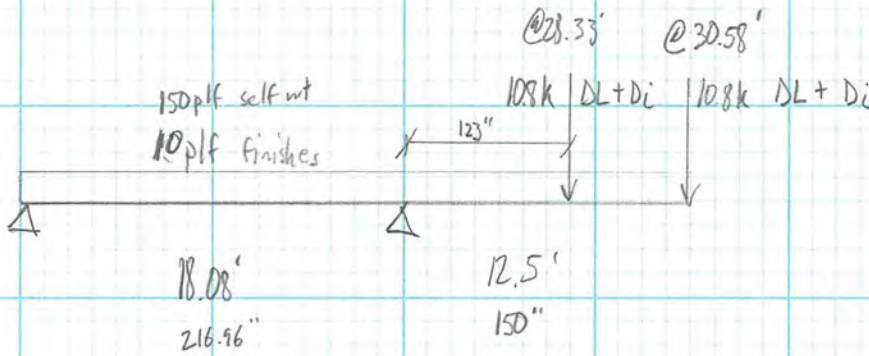 @28.33' @30.58'
10.8k DL+Di 10.8k DL + Di
150plf self wt
10plf finishes
123"
18.08' 12.5'
216.96" 150"